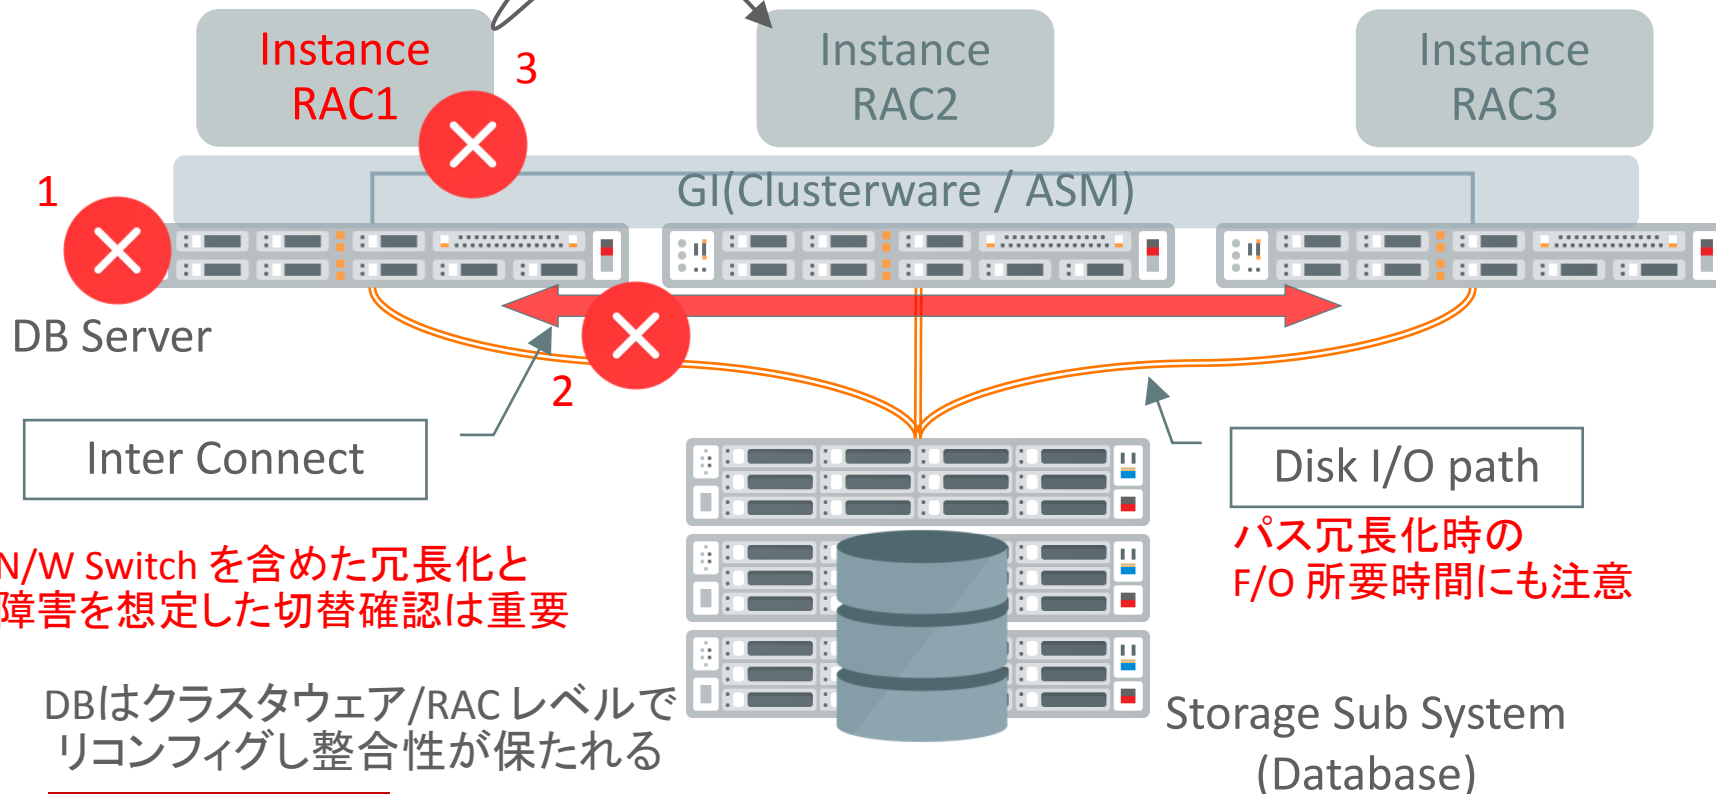 Instance
RAC1
3
Instance
RAC2
Instance
RAC3
1
GI(Clusterware / ASM)
DB Server
2
Inter Connect
Disk I/O path
N/W Switch を含めた冗長化と
障害を想定した切替確認は重要
パス冗長化時の
F/O 所要時間にも注意
DBはクラスタウェア/RAC レベルで
リコンフィグし整合性が保たれる
Storage Sub System
(Database)